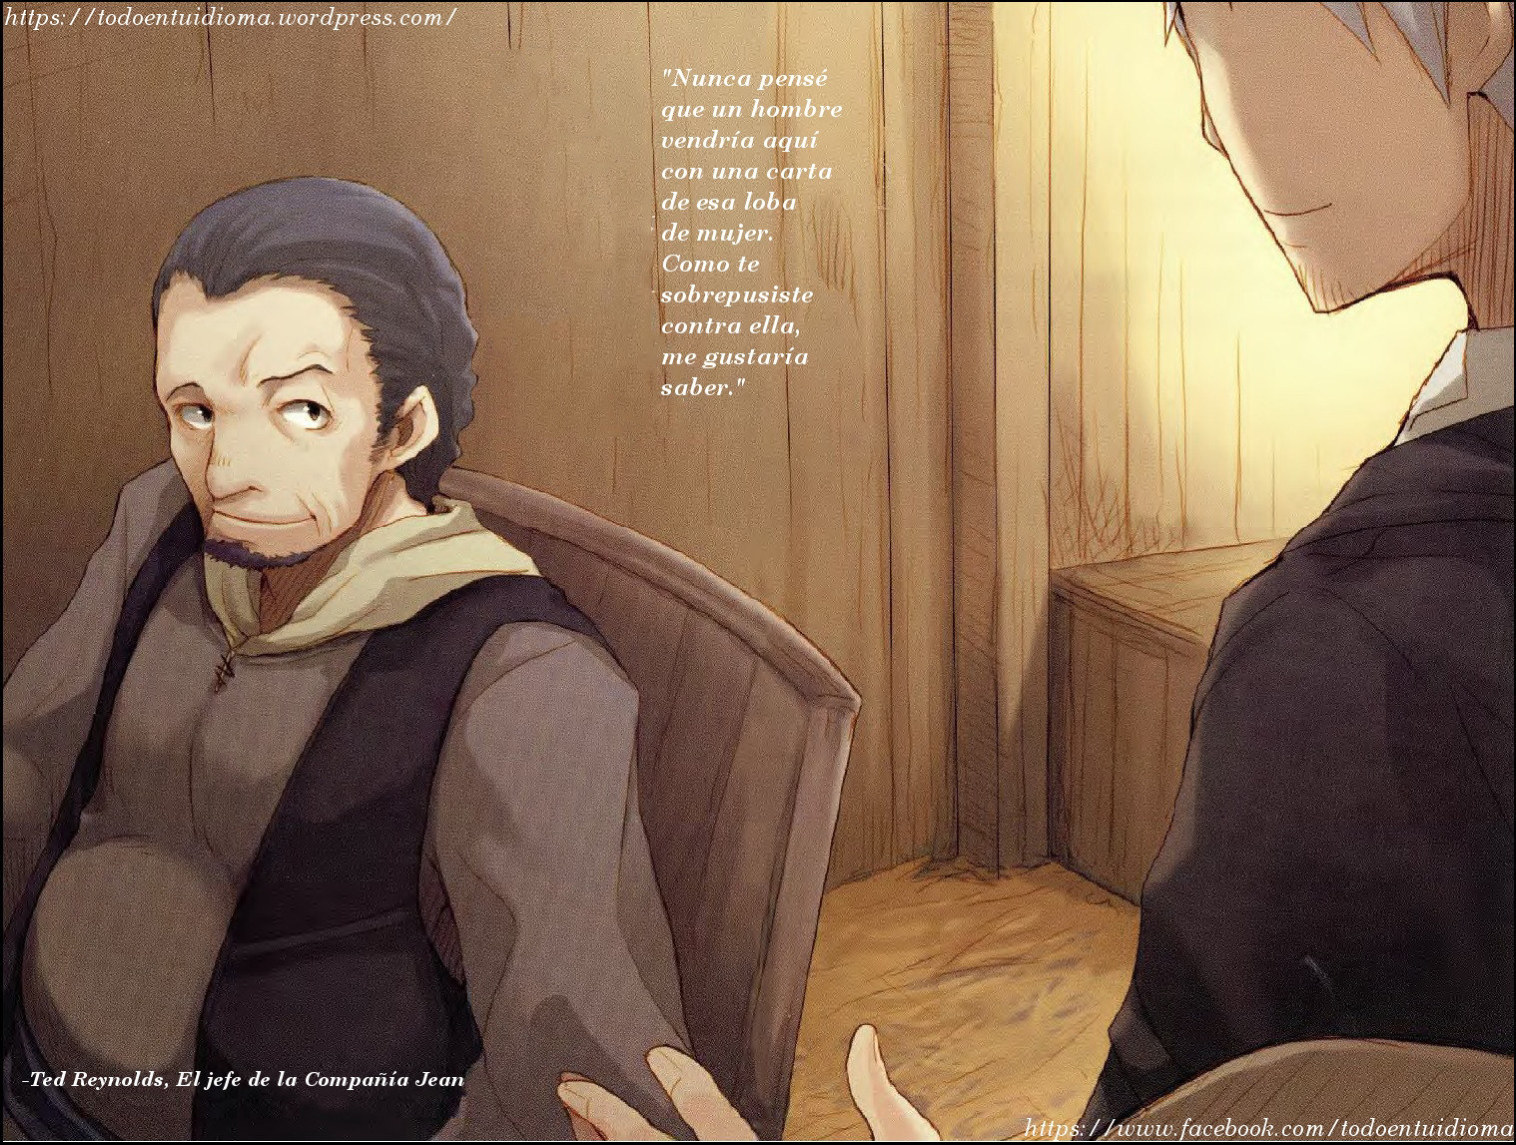 https://todoentuidioma.wordpress.com/
"Nunca pensé
que un hombre
vendría aquí
con una carta
de esa loba
de mujer.
Como te
sobrepusiste
contra ella,
me gustaría
saber."
-Ted Reynolds, El jefe de la Compañía Jean
https://www.facebook.com/todoentuidioma